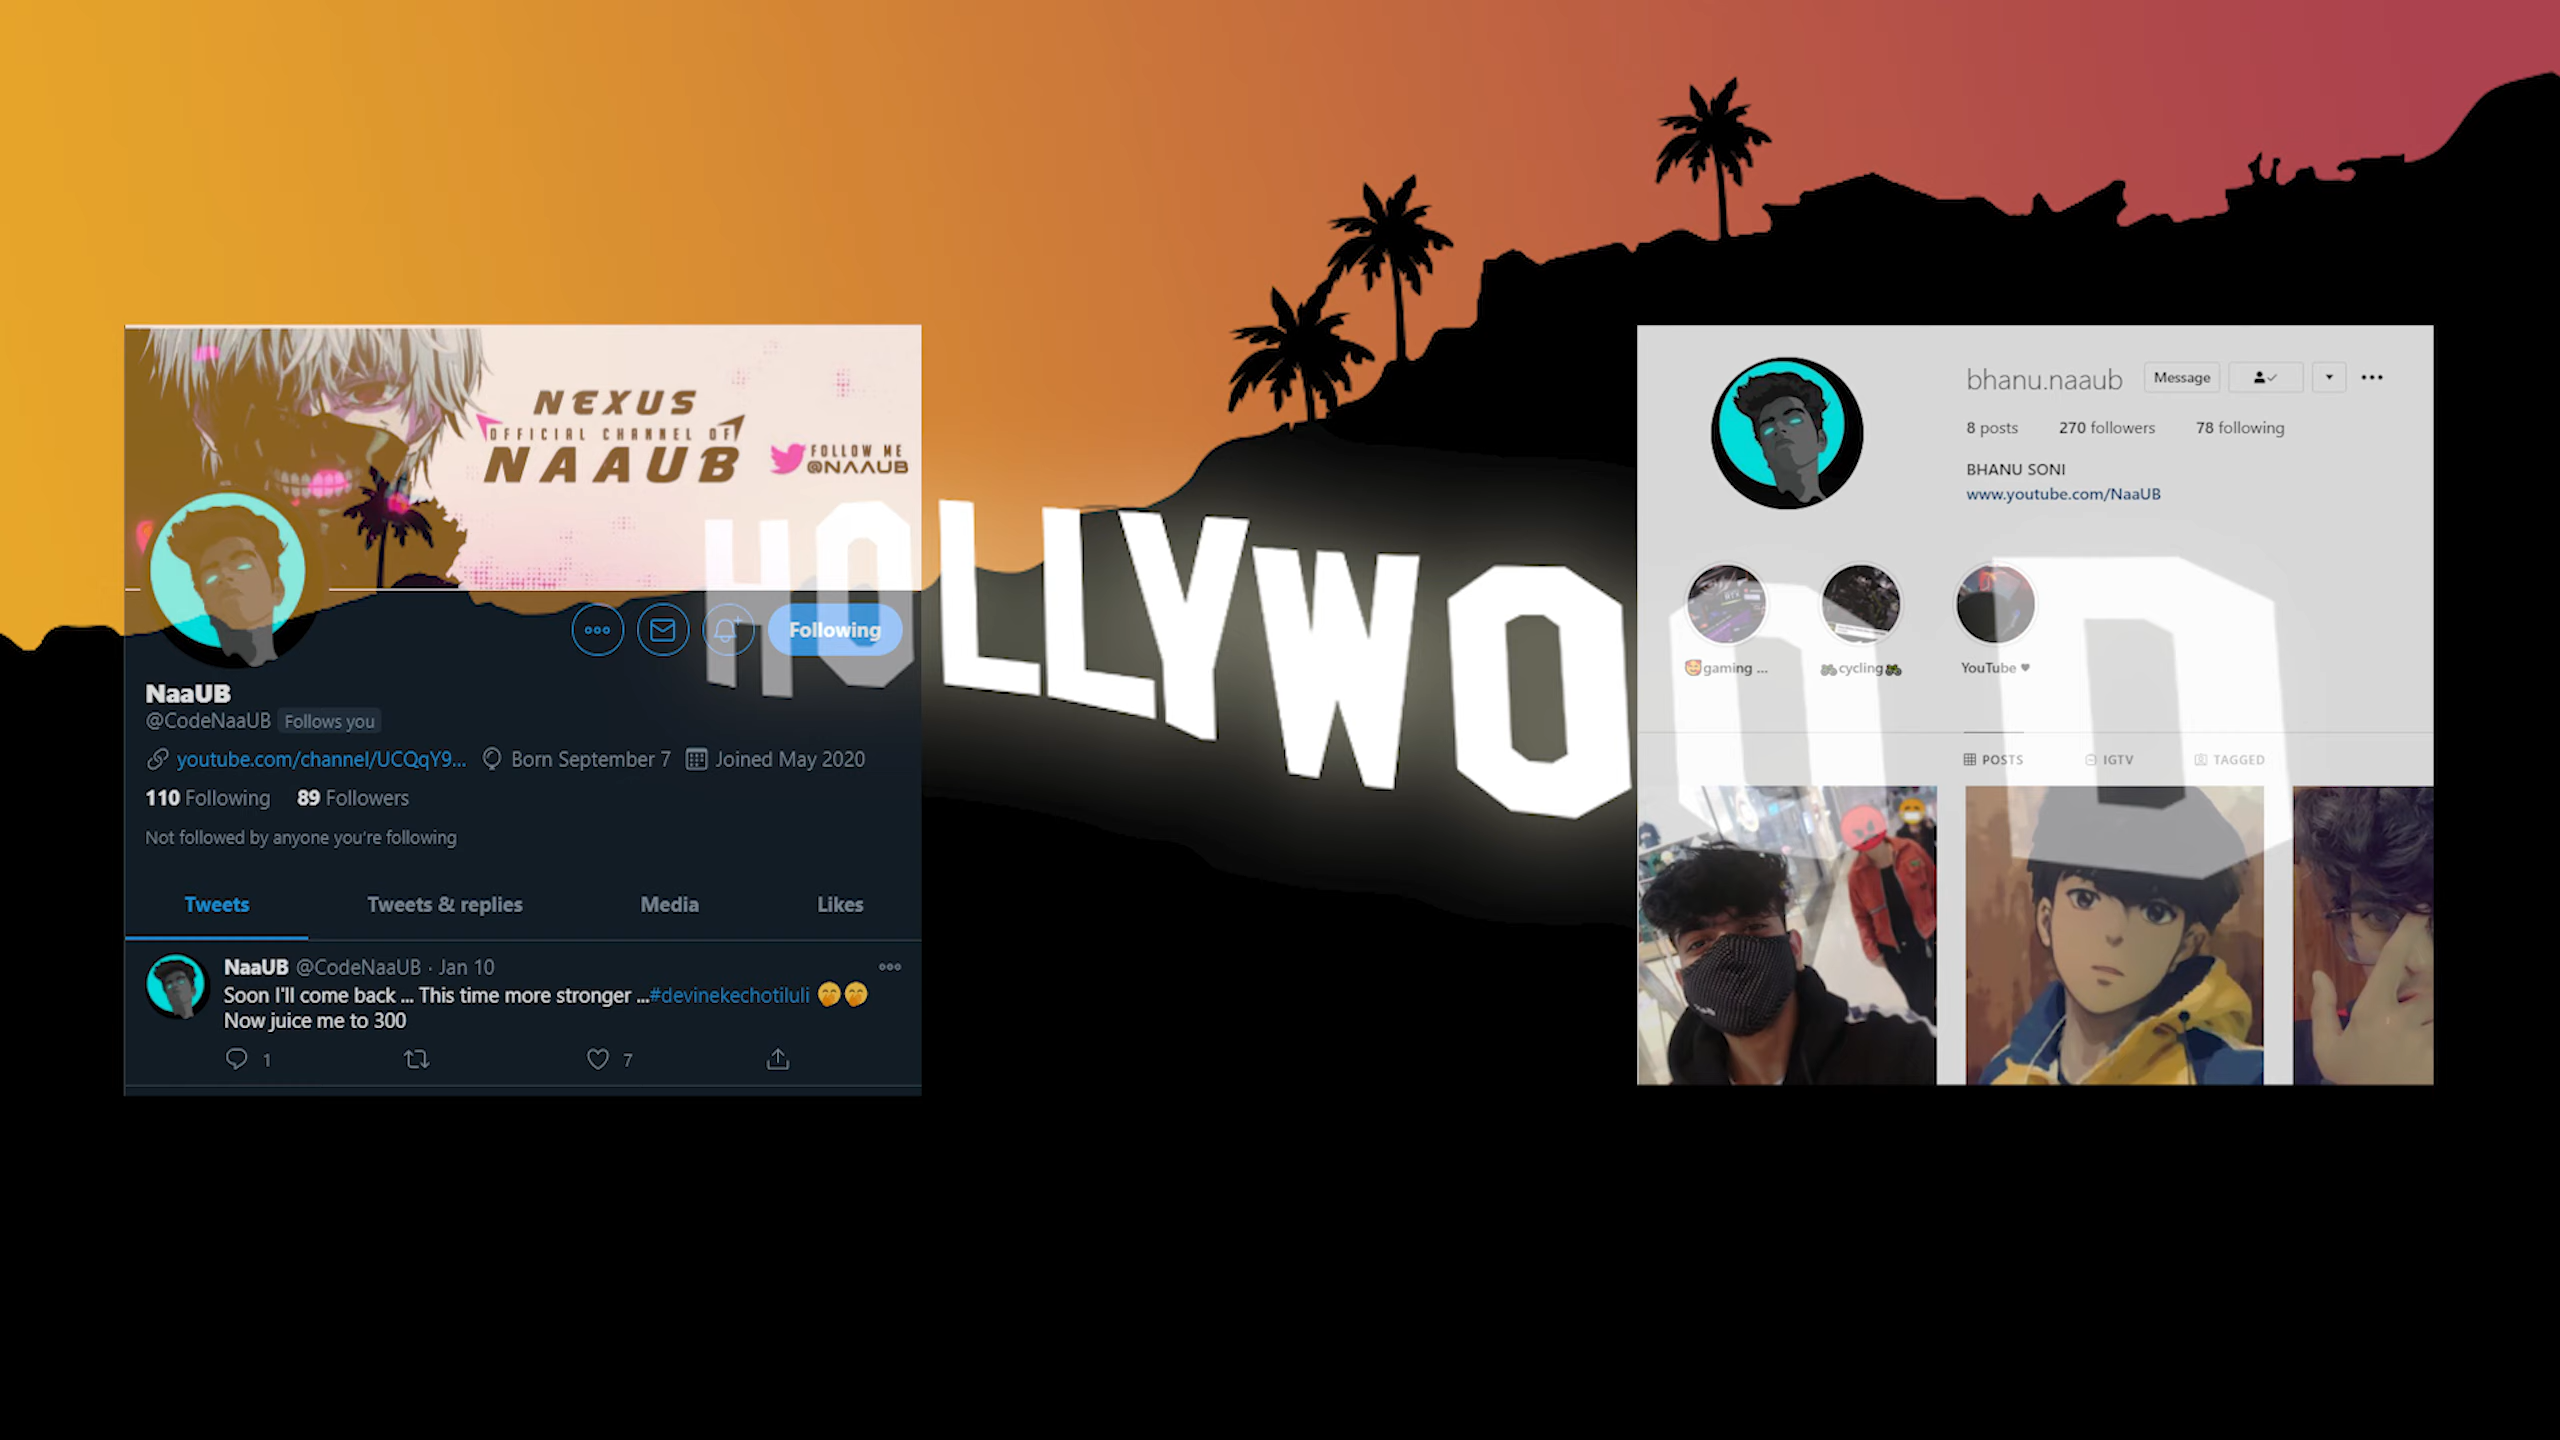 NEXUS
OFFICIAL CHANNEL OF
NAAUB
FOLLOW ME
@NAAUB
HOLLYWOOD
Following
NaaUB
@CodeNaaUB Follows you
youtube.com/channel/UCQqY9... Born September 7 Joined May 2020
110 Following 89 Followers
Not followed by anyone you're following
Tweets Tweets & replies Media Likes
NaaUB @CodeNaaUB · Jan 10
Soon I'll come back ... This time more stronger ...#devinekechotiluli 🤭🤭
Now juice me to 300
1 7
bhanu.naaub Message
8 posts 270 followers 78 following
BHANU SONI
www.youtube.com/NaaUB
🥰gaming ... 🚲cycling🚲 YouTube ♥
POSTS IGTV TAGGED